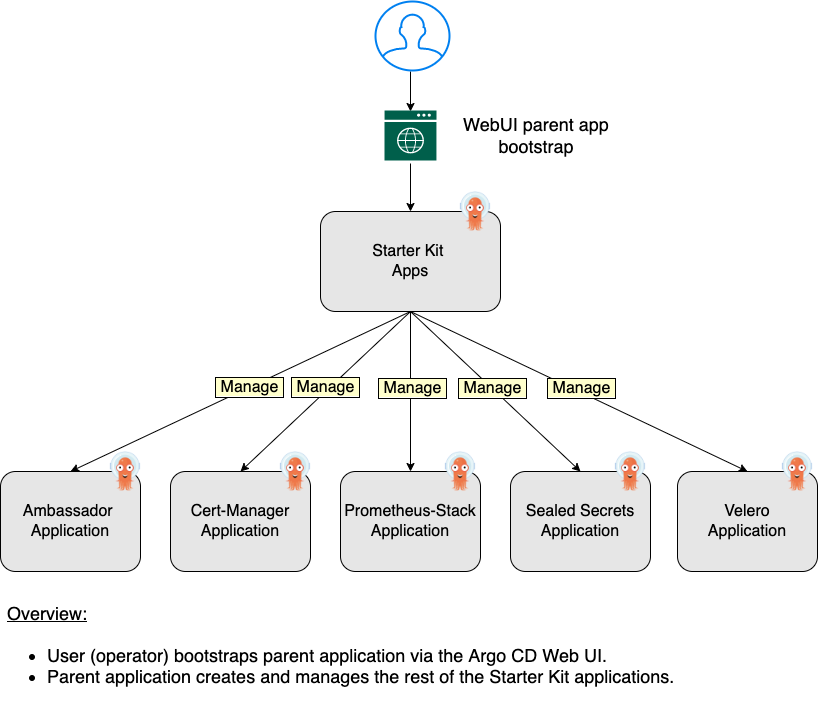 WebUI parent app
bootstrap
Starter Kit
Apps
Manage
Manage
Manage
Manage
Manage
Ambassador
Application
Cert-Manager
Application
Prometheus-Stack
Application
Sealed Secrets
Application
Velero
Application
Overview:
• User (operator) bootstraps parent application via the Argo CD Web UI.
• Parent application creates and manages the rest of the Starter Kit applications.